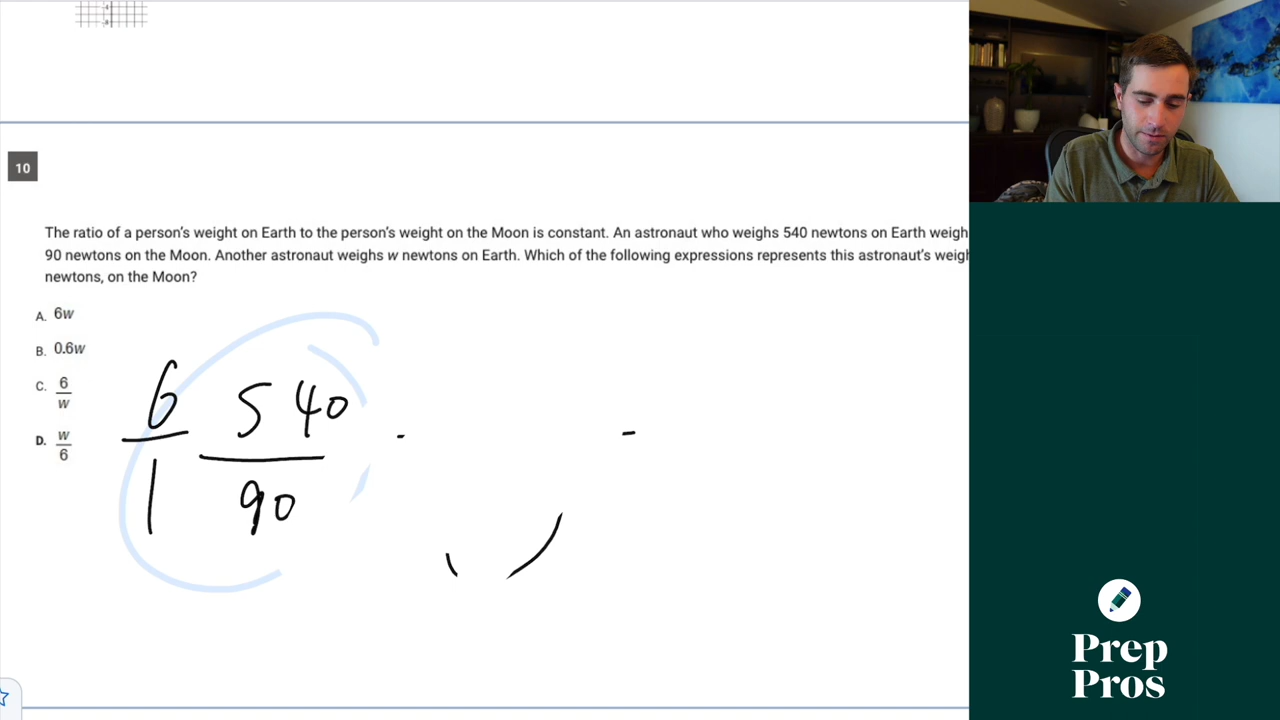 10
The ratio of a person's weight on Earth to the person's weight on the Moon is constant. An astronaut who weighs 540 newtons on Earth weigh
90 newtons on the Moon. Another astronaut weighs w newtons on Earth. Which of the following expressions represents this astronaut's weigh
newtons, on the Moon?
A. 6w
B. 0.6w
C. 6/w
D. w/6
6 540
1 90
Prep
Pros